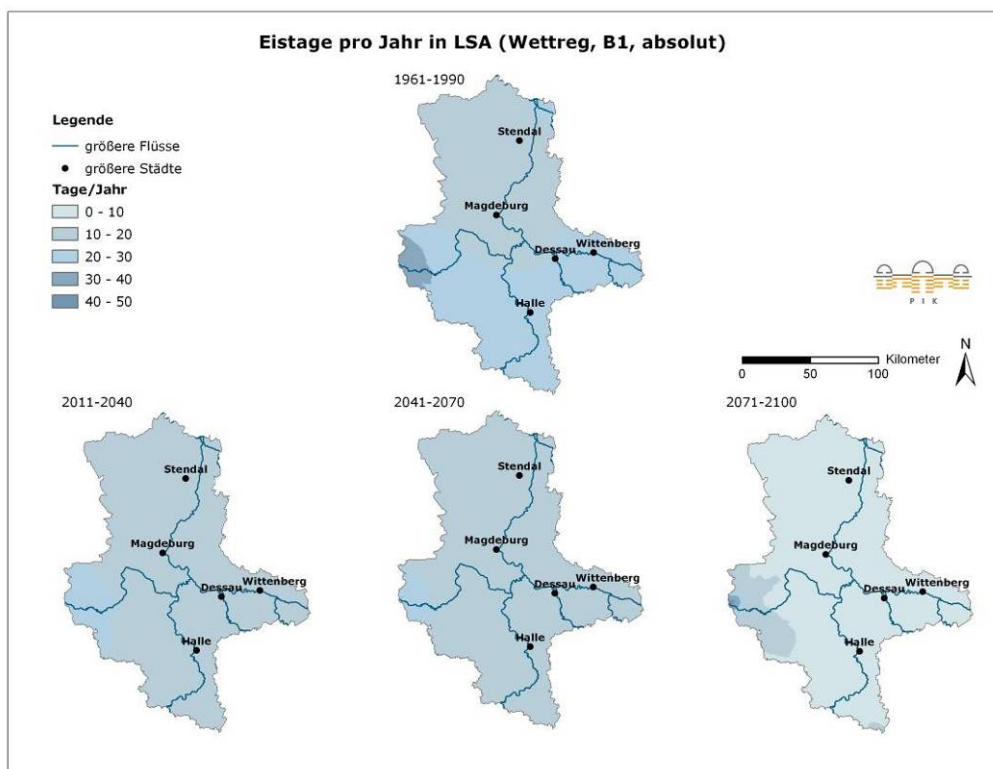 Eistage pro Jahr in LSA (Wettreg, B1, absolut)
1961-1990
Legende
größere Flüsse
größere Städte
Tage/Jahr
0 - 10
10 - 20
20 - 30
30 - 40
40 - 50
Stendal
Magdeburg
Dessau
Wittenberg
Halle
P I K
Kilometer
0 50 100
N
2011-2040
Stendal
Magdeburg
Dessau
Wittenberg
Halle
2041-2070
Stendal
Magdeburg
Dessau
Wittenberg
Halle
2071-2100
Stendal
Magdeburg
Dessau
Wittenberg
Halle